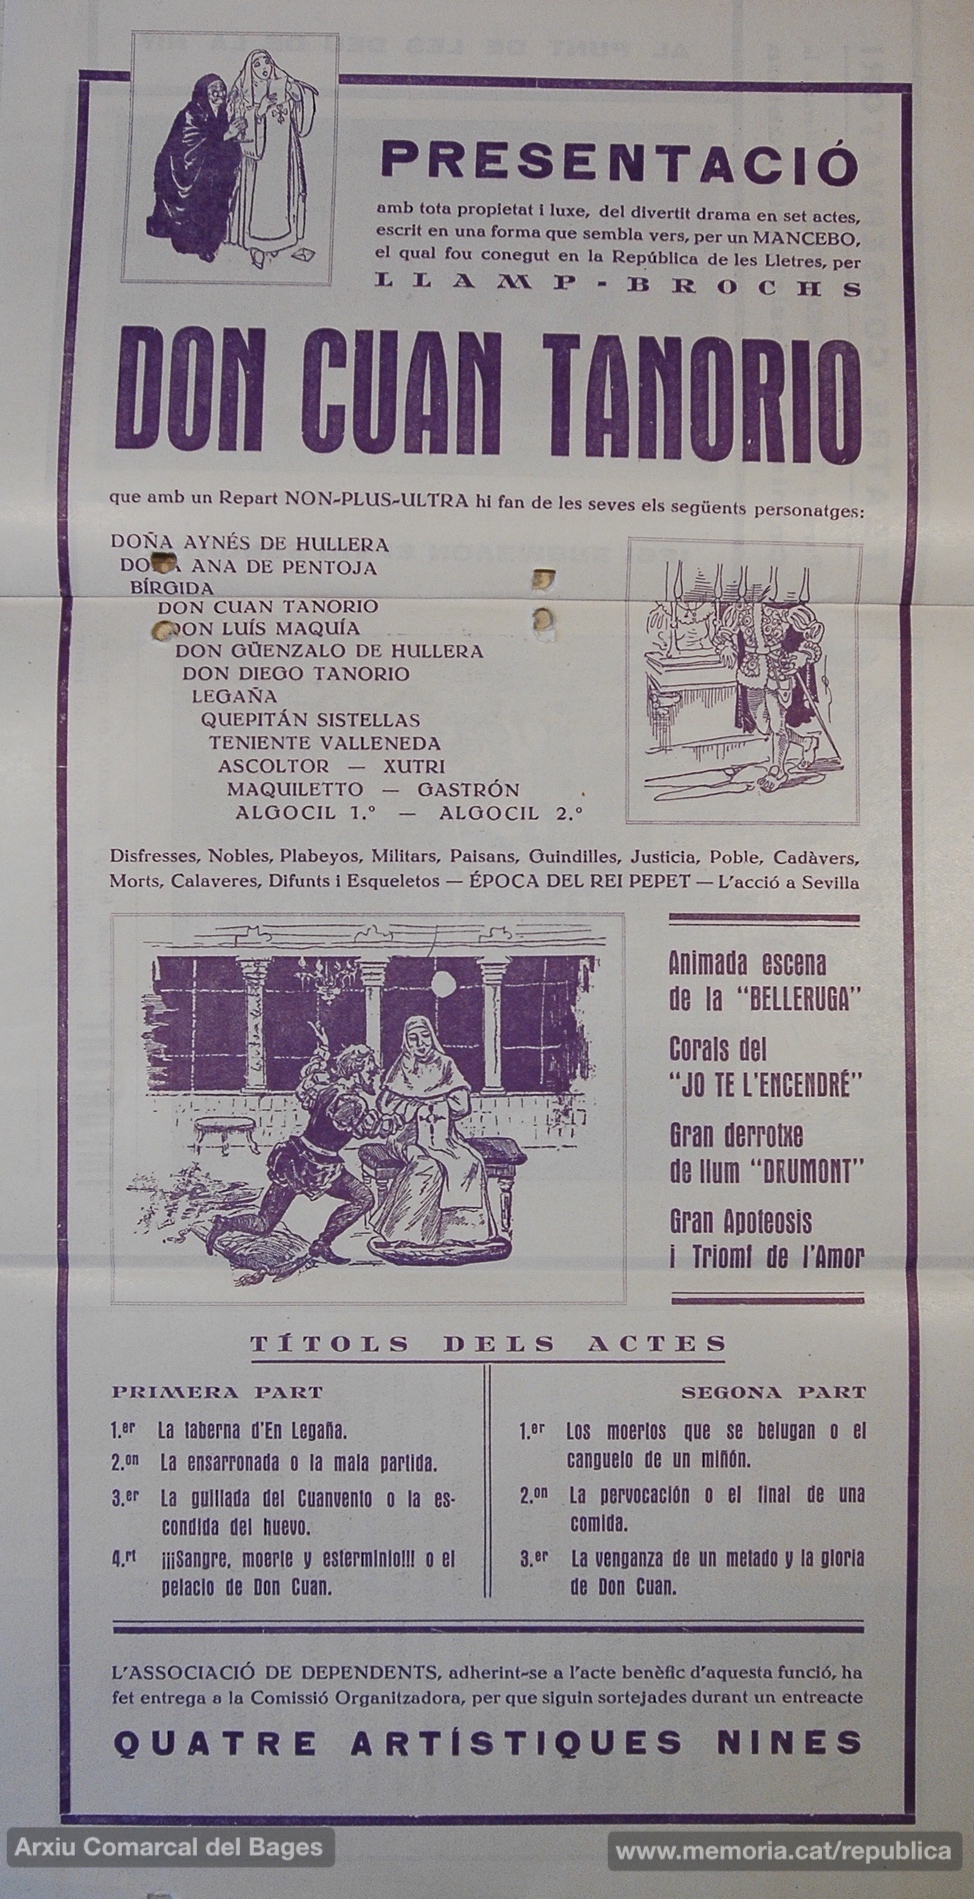 PRESENTACIÓ
amb tota propietat i luxe, del divertit drama en set actes,
escrit en una forma que sembla vers, per un MANCEBO,
el qual fou conegut en la República de les Lletres, per
LLAMP-BROCHS
DON CUAN TANORIO
que amb un Repart NON-PLUS-ULTRA hi fan de les seves els següents personatges:
DOÑA AYNÉS DE HULLERA
ANA DE PENTOJA
BÍRGIDA
DON CUAN TANORIO
DON LUÍS MAQUÍA
DON GÜENZALO DE HULLERA
DON DIEGO TANORIO
LEGAÑA
QUEPITÁN SISTELLAS
TENIENTE VALLENEDA
ASCOLTOR — XUTRI
MAQUILETTO — GASTRÓN
ALGOCIL 1.º — ALGOCIL 2.º
Disfresses, Nobles, Plabeyos, Militars, Paisans, Guindilles, Justicia, Poble, Cadàvers,
Morts, Calaveres, Difunts i Esqueletos — ÉPOCA DEL REI PEPET — L'acció a Sevilla
Animada escena
de la "BELLERUGA"
Corals del
"JO TE L'ENCENDRÉ"
Gran derrotxe
de llum "DRUMONT"
Gran Apoteosis
i Triomf de l'Amor
TÍTOLS DELS ACTES
PRIMERA PART
1.er La taberna d'En Legaña.
2.on La ensarronada o la mala partida.
3.er La guillada del Cuanvento o la es-
condida del huevo.
4.rt ¡¡¡Sangre, moerte y esterminio!!! o el
pelacio de Don Cuan.
SEGONA PART
1.er Los moertos que se belugan o el
canguelo de un miñón.
2.on La pervocación o el final de una
comida.
3.er La venganza de un metado y la gloria
de Don Cuan.
L'ASSOCIACIÓ DE DEPENDENTS, adherint-se a l'acte benèfic d'aquesta funció, ha
fet entrega a la Comissió Organitzadora, per que siguin sortejades durant un entreacte
QUATRE ARTÍSTIQUES NINES
Arxiu Comarcal del Bages
www.memoria.cat/republica